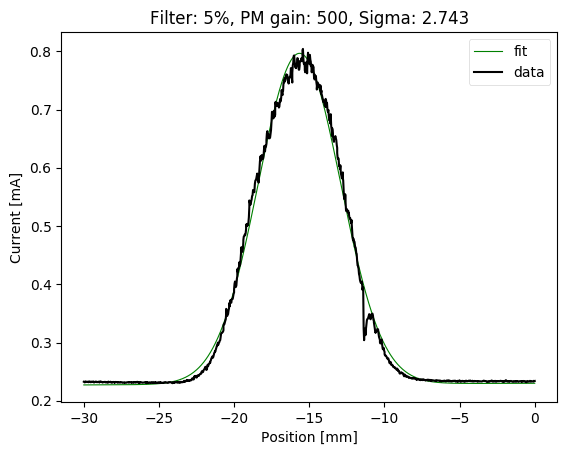 Filter: 5%, PM gain: 500, Sigma: 2.743
fit
data
0.8
0.7
0.6
0.5
0.4
0.3
0.2
Current [mA]
−30
−25
−20
−15
−10
−5
0
Position [mm]